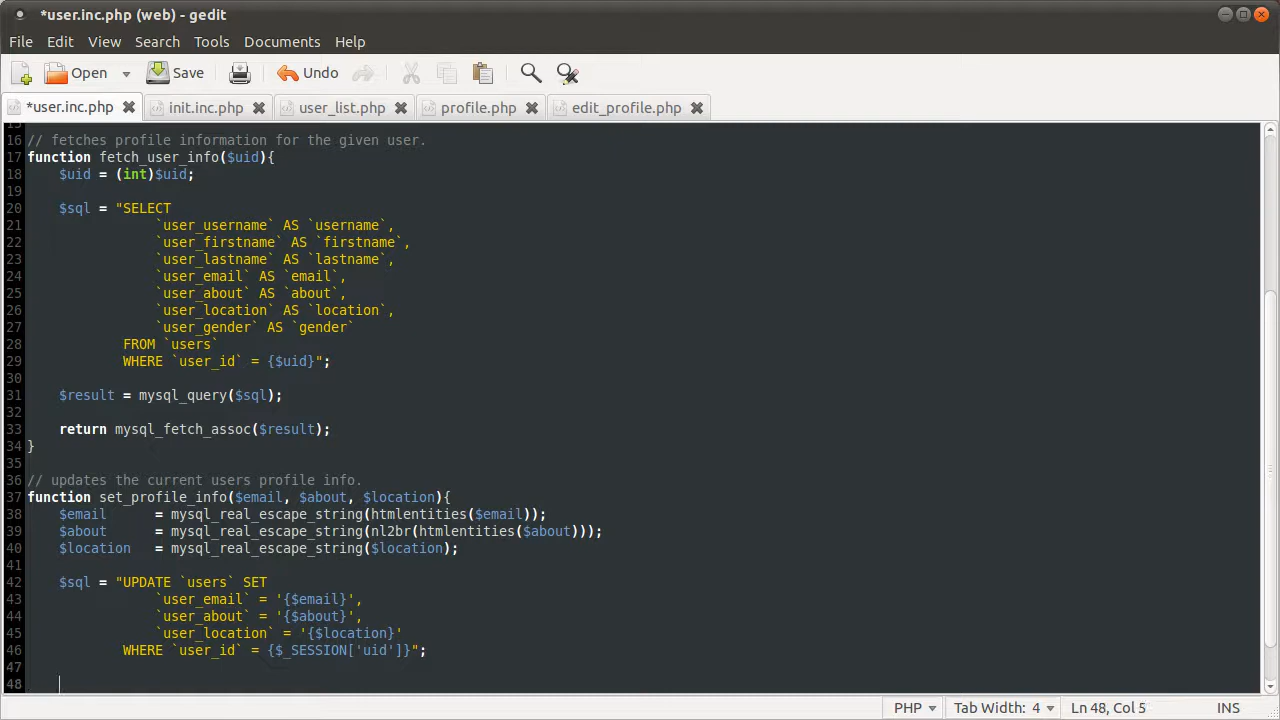 *user.inc.php (web) - gedit
File Edit View Search Tools Documents Help
Open Save Undo
*user.inc.php init.inc.php user_list.php profile.php edit_profile.php
15
16 // fetches profile information for the given user.
17 function fetch_user_info($uid){
18     $uid = (int)$uid;
19
20     $sql = "SELECT
21                 `user_username` AS `username`,
22                 `user_firstname` AS `firstname`,
23                 `user_lastname` AS `lastname`,
24                 `user_email` AS `email`,
25                 `user_about` AS `about`,
26                 `user_location` AS `location`,
27                 `user_gender` AS `gender`
28             FROM `users`
29             WHERE `user_id` = {$uid}";
30
31     $result = mysql_query($sql);
32
33     return mysql_fetch_assoc($result);
34 }
35
36 // updates the current users profile info.
37 function set_profile_info($email, $about, $location){
38     $email      = mysql_real_escape_string(htmlentities($email));
39     $about      = mysql_real_escape_string(nl2br(htmlentities($about)));
40     $location   = mysql_real_escape_string($location);
41
42     $sql = "UPDATE `users` SET
43                 `user_email` = '{$email}',
44                 `user_about` = '{$about}',
45                 `user_location` = '{$location}'
46             WHERE `user_id` = {$_SESSION['uid']}";
47
48
PHP Tab Width: 4 Ln 48, Col 5 INS